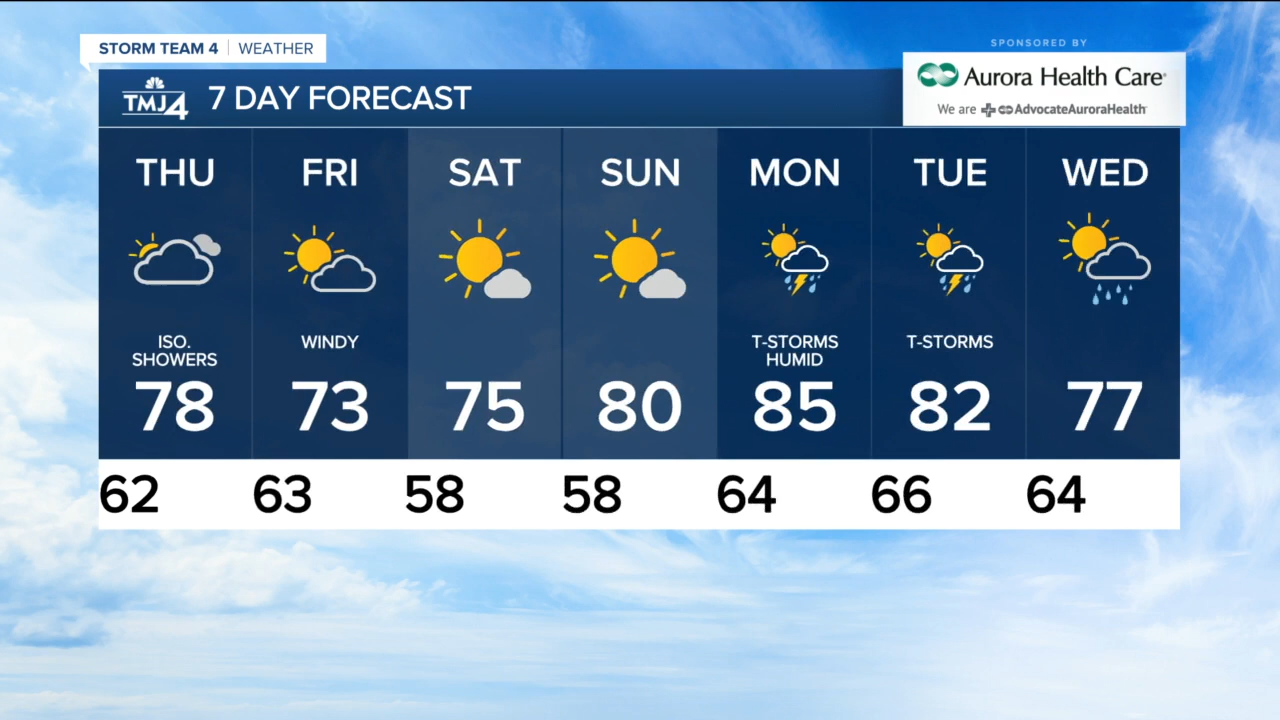 STORM TEAM 4 | WEATHER
SPONSORED BY
TMJ4 7 DAY FORECAST
Aurora Health Care®
We are AdvocateAuroraHealth
THU FRI SAT SUN MON TUE WED
ISO. SHOWERS
WINDY
T-STORMS HUMID
T-STORMS
78 73 75 80 85 82 77
62 63 58 58 64 66 64